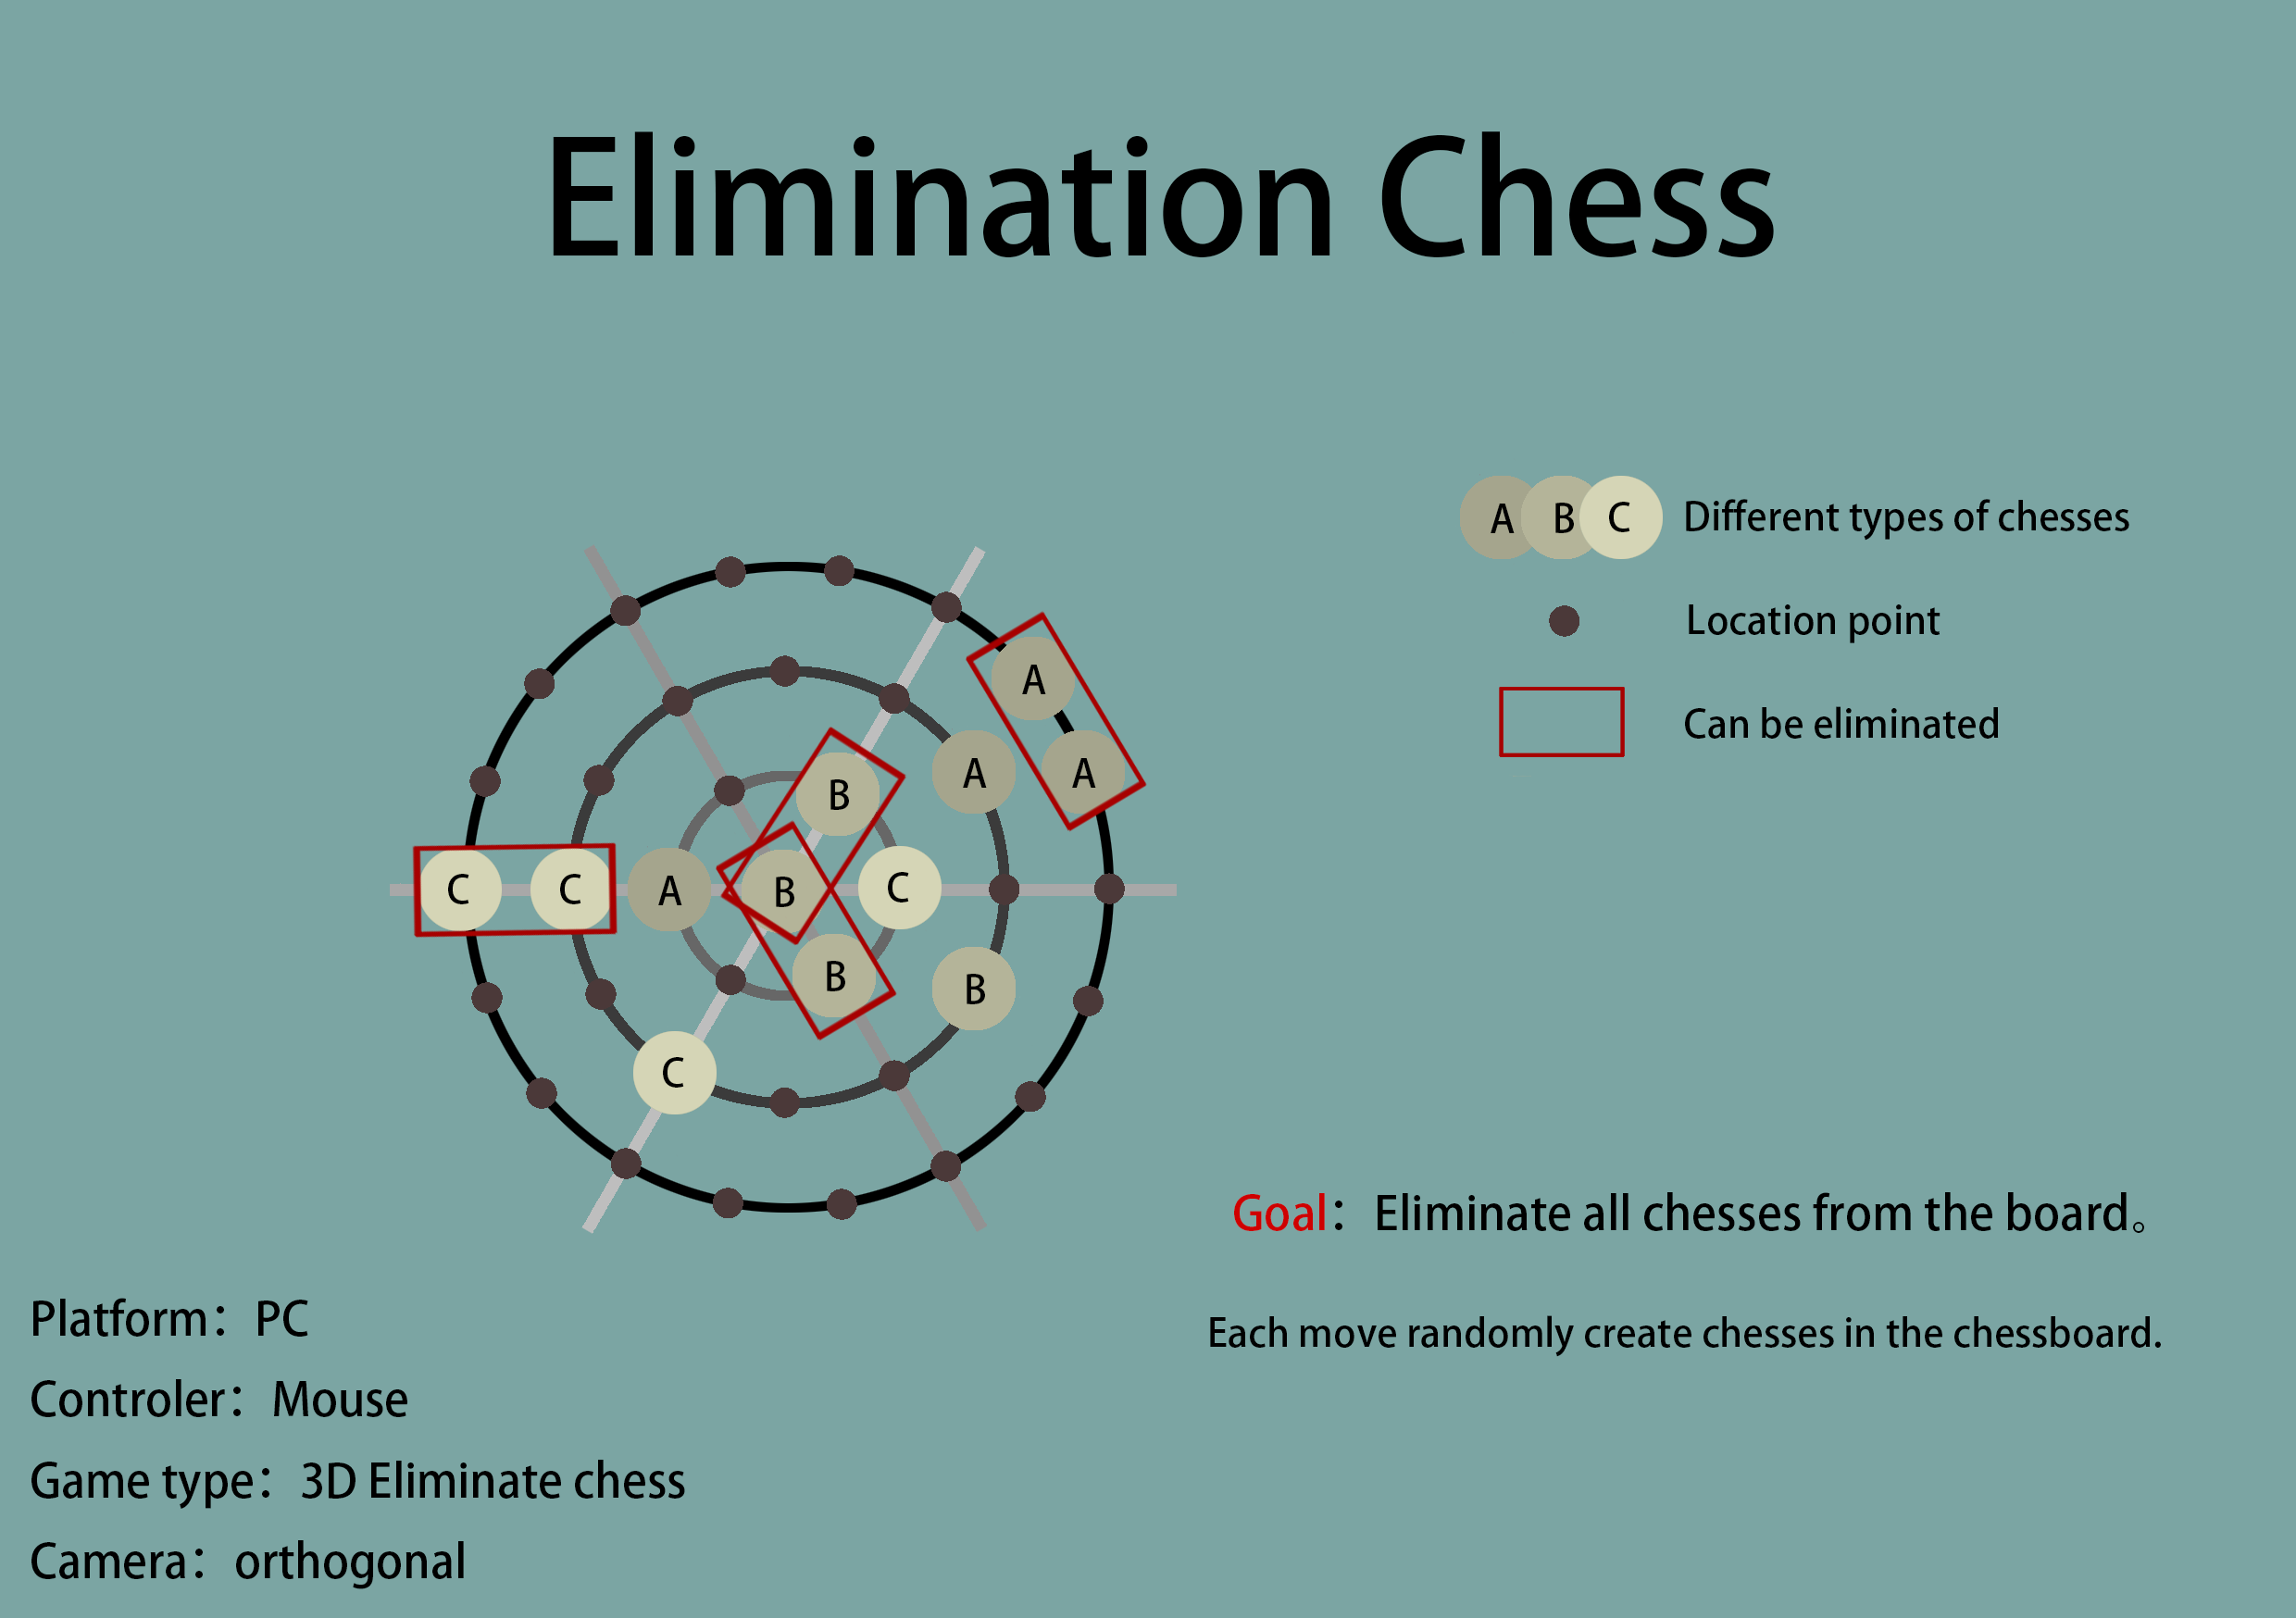 Elimination Chess
A B C Different types of chesses
Location point
Can be eliminated
A
A
A
B
C
C
A
B
C
B
B
C
Goal： Eliminate all chesses from the board。
Each move randomly create chesses in the chessboard.
Platform： PC
Controler： Mouse
Game type： 3D Eliminate chess
Camera： orthogonal